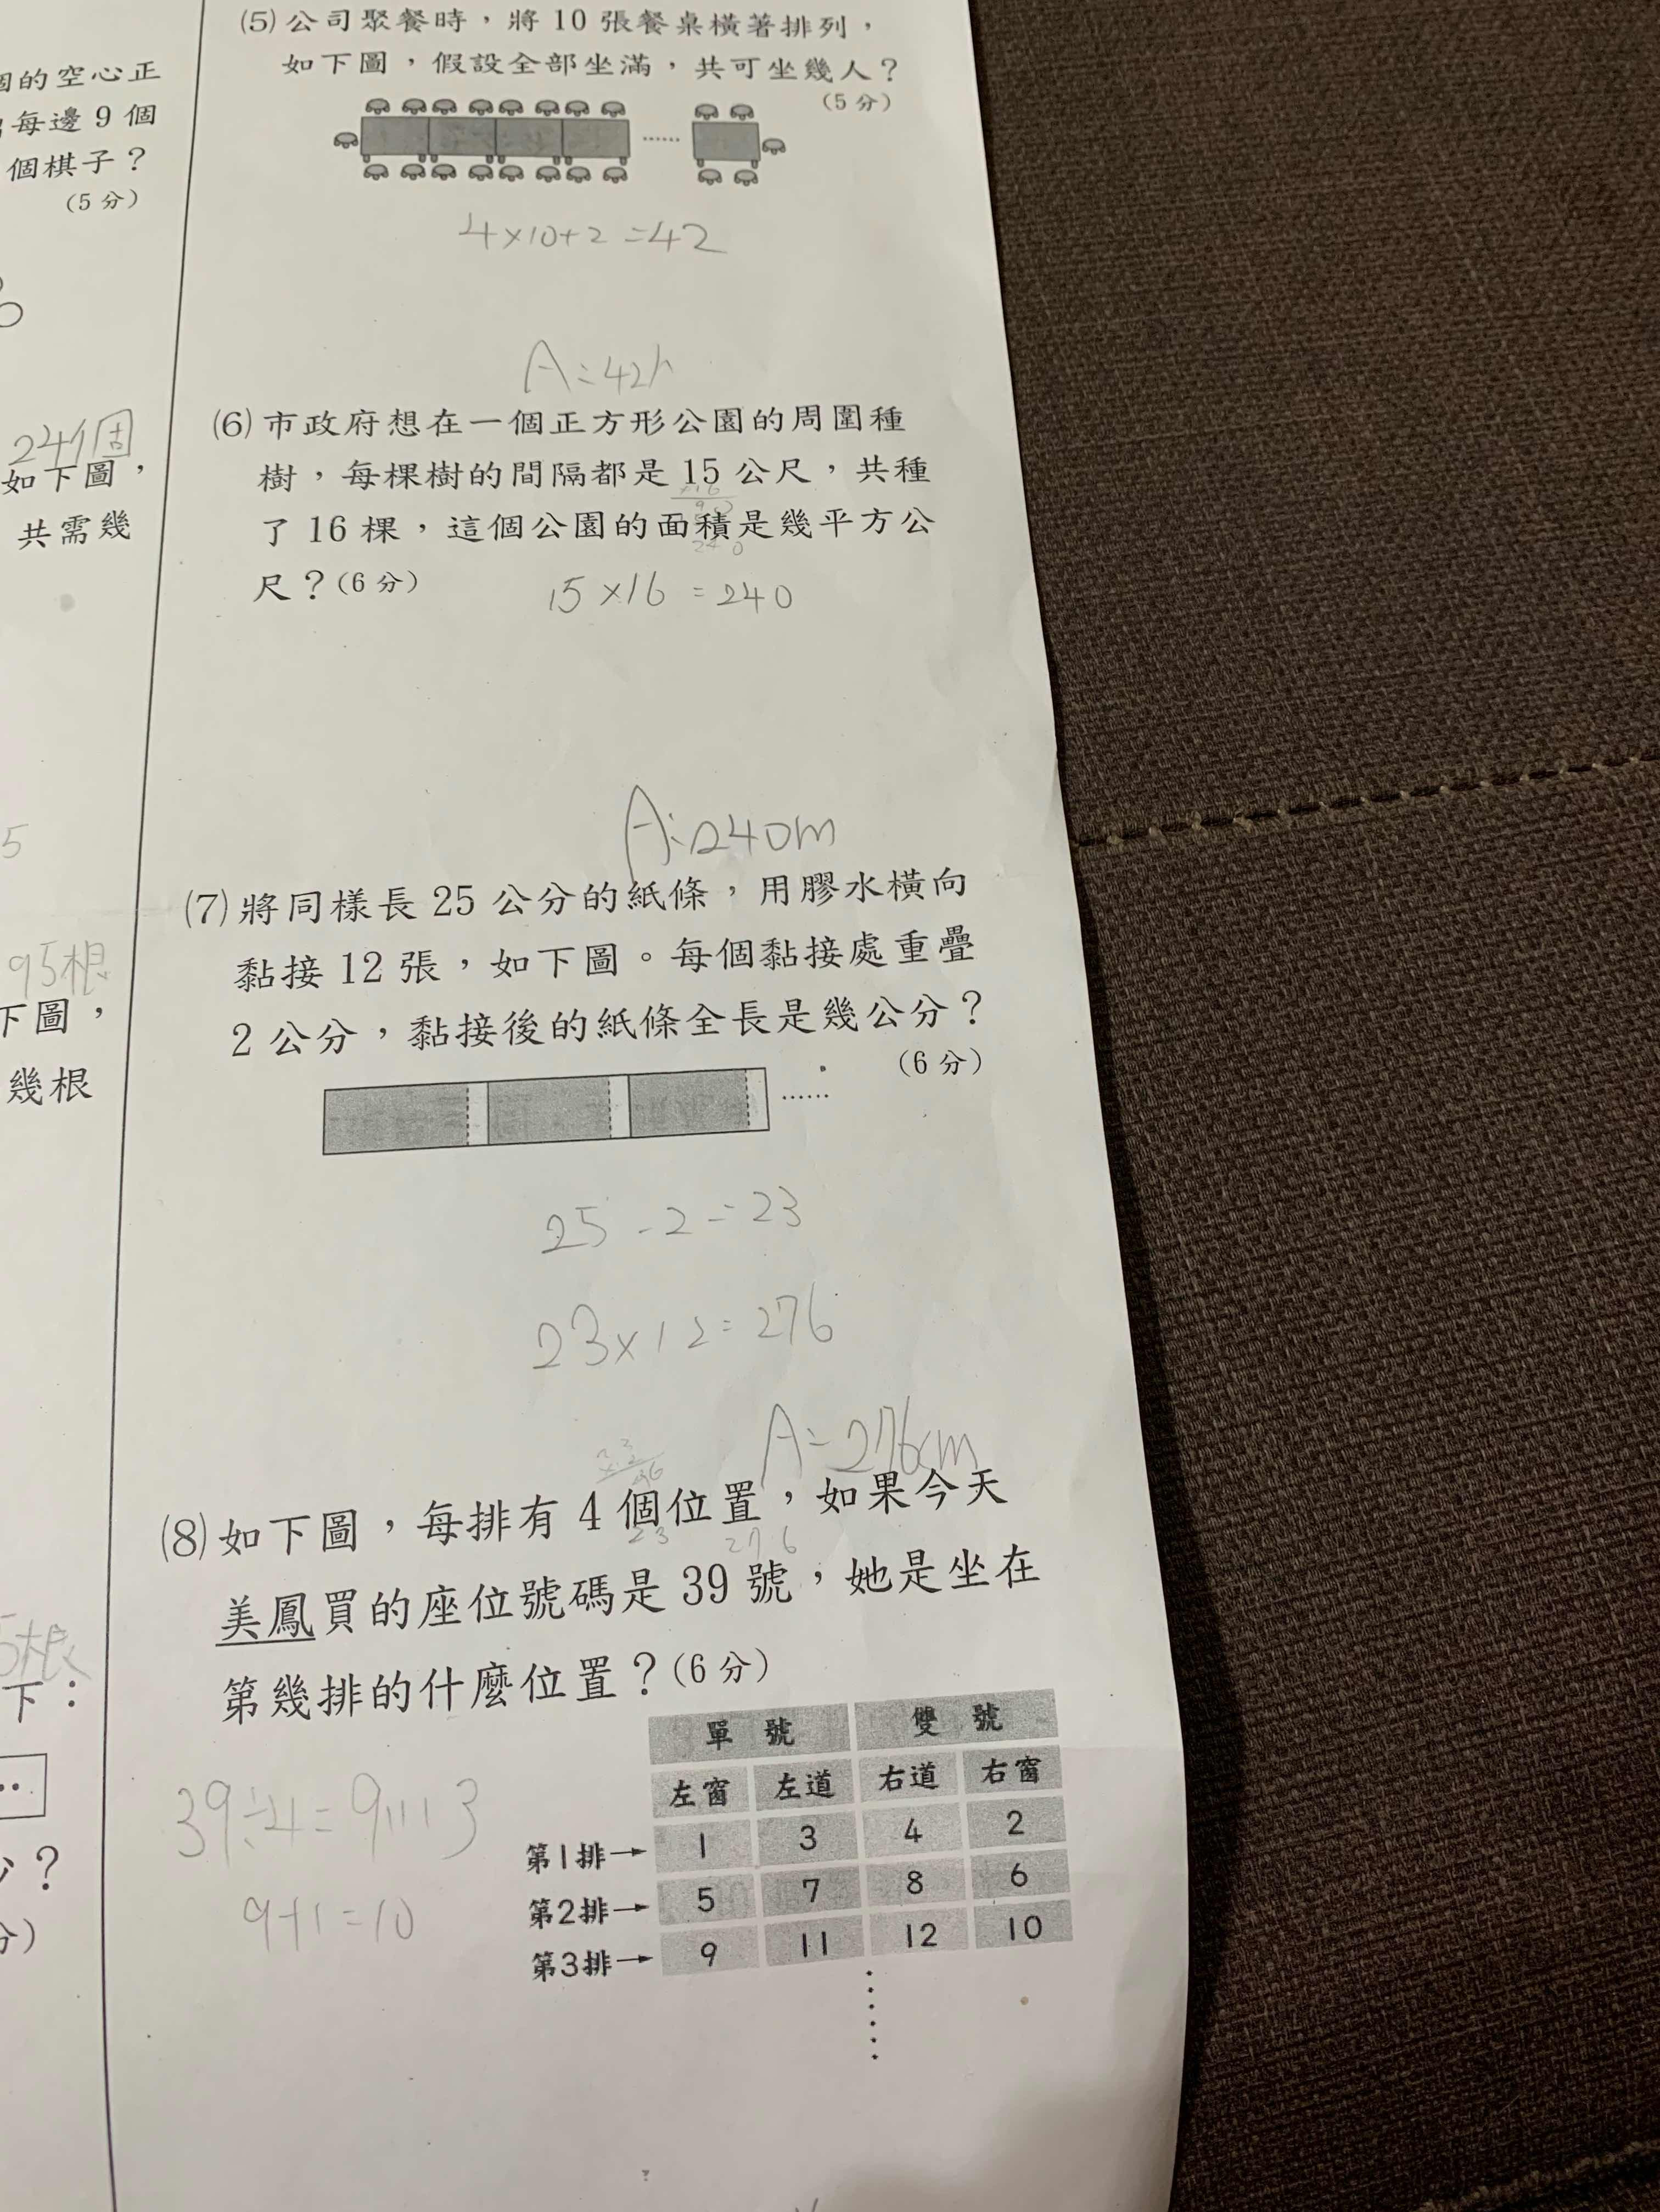 個的空心正
每邊9個
個棋子？
(5分)
24個
如下圖，
共需幾
5
95根
下圖，
幾根
5根
下：
？
分)
(5)公司聚餐時，將10張餐桌橫著排列，
如下圖，假設全部坐滿，共可坐幾人？
(5分)
……
4×10+2=42
A=42人
(6)市政府想在一個正方形公園的周圍種
樹，每棵樹的間隔都是15公尺，共種
×16
90
了16棵，這個公園的面積是幾平方公
240
尺？(6分)
15×16=240
A:240m
(7)將同樣長25公分的紙條，用膠水橫向
黏接12張，如下圖。每個黏接處重疊
2公分，黏接後的紙條全長是幾公分？
(6分)
……
25-2=23
23×12=276
A=276cm
(8)如下圖，每排有4個位置，如果今天
23 276
美鳳買的座位號碼是39號，她是坐在
第幾排的什麼位置？(6分)
單號 雙號
左窗 左道 右道 右窗
第1排→ 1 3 4 2
第2排→ 5 7 8 6
第3排→ 9 11 12 10
39÷4=9…3
9+1=10